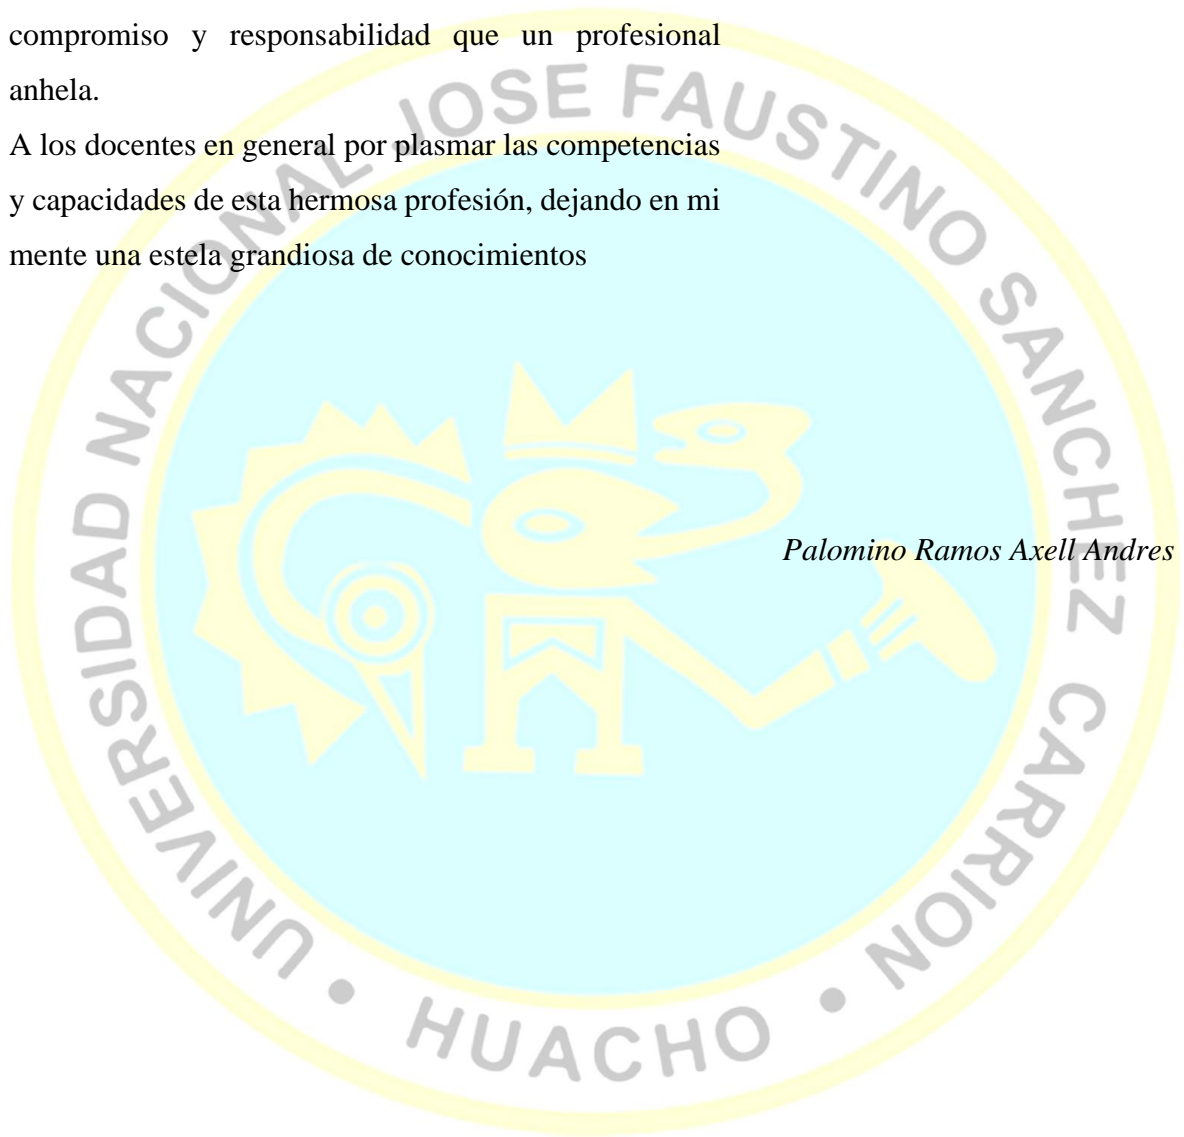 compromiso y responsabilidad que un profesional
anhela.
A los docentes en general por plasmar las competencias
y capacidades de esta hermosa profesión, dejando en mi
mente una estela grandiosa de conocimientos
Palomino Ramos Axell Andres
UNIVERSIDAD NACIONAL JOSE FAUSTINO SANCHEZ CARRION • HUACHO •